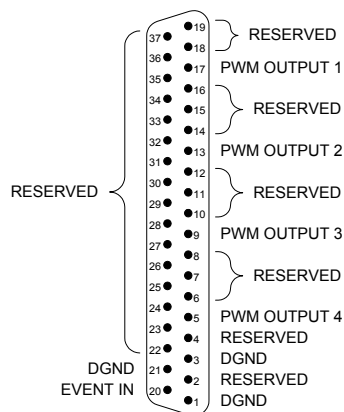 19
37
RESERVED
18
36
17 PWM OUTPUT 1
35
16
34
15 RESERVED
33
14
32
13 PWM OUTPUT 2
31
12
RESERVED
30
11 RESERVED
29
10
28
9 PWM OUTPUT 3
27
8
26
7 RESERVED
25
6
24
5 PWM OUTPUT 4
23
4 RESERVED
22
3 DGND
DGND 21
2 RESERVED
EVENT IN 20
1 DGND